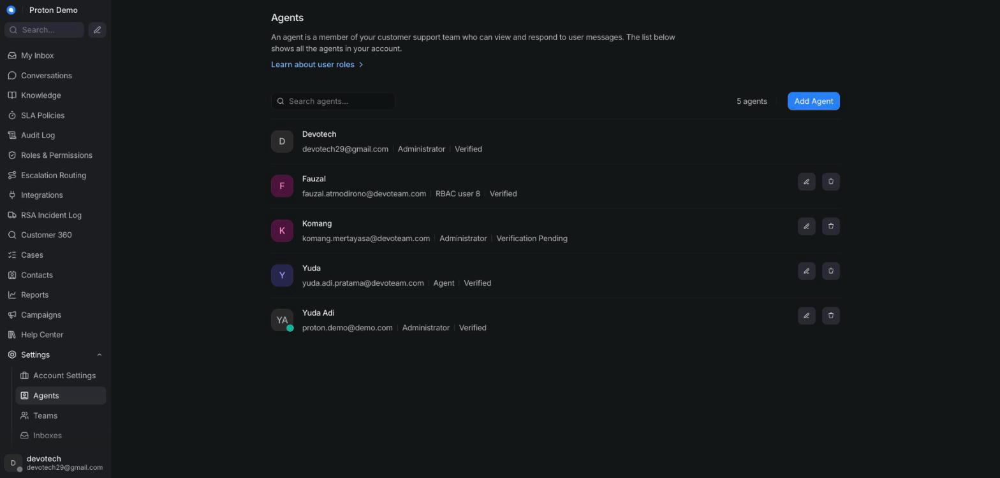 Proton Demo
Search...
My Inbox
Conversations
Knowledge
SLA Policies
Audit Log
Roles & Permissions
Escalation Routing
Integrations
RSA Incident Log
Customer 360
Cases
Contacts
Reports
Campaigns
Help Center
Settings
Account Settings
Agents
Teams
Inboxes
D
devotech
devotech29@gmail.com
Agents
An agent is a member of your customer support team who can view and respond to user messages. The list below
shows all the agents in your account.
Learn about user roles
Search agents...
5 agents
Add Agent
D
Devotech
devotech29@gmail.com | Administrator | Verified
F
Fauzal
fauzal.atmodirono@devoteam.com | RBAC user 8 | Verified
K
Komang
komang.mertayasa@devoteam.com | Administrator | Verification Pending
Y
Yuda
yuda.adi.pratama@devoteam.com | Agent | Verified
YA
Yuda Adi
proton.demo@demo.com | Administrator | Verified